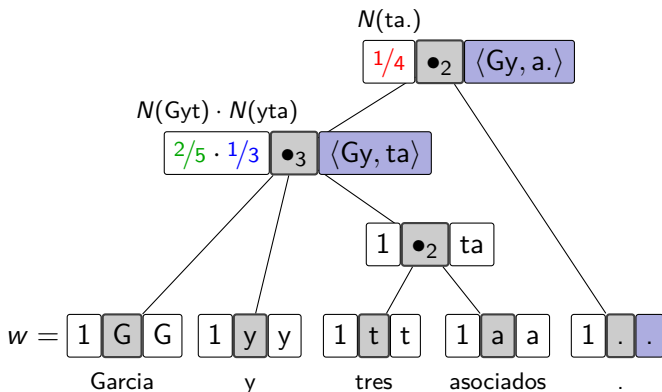 N(ta.)
1/4 •₂ ⟨Gy, a.⟩
N(Gyt) · N(yta)
2/5 · 1/3 •₃ ⟨Gy, ta⟩
1 •₂ ta
w = 1 G G 1 y y 1 t t 1 a a 1 . .
Garcia y tres asociados .